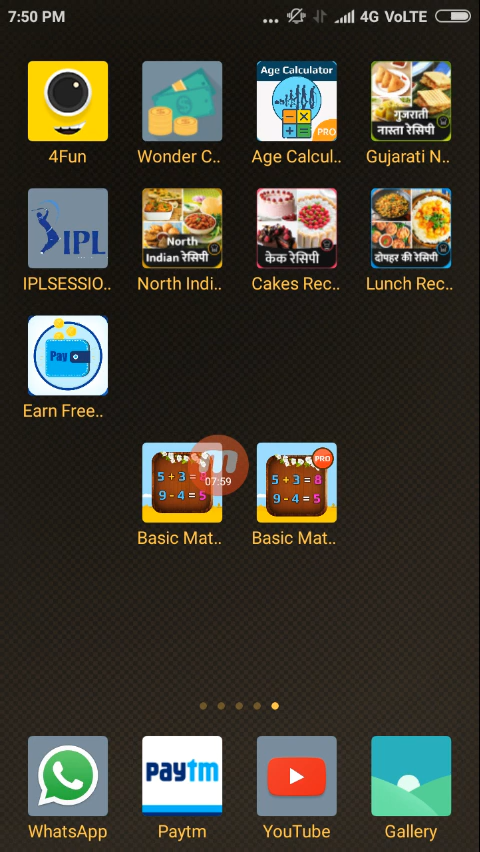 7:50 PM
... 4G VoLTE
Age Calculator
PRO
गुजराती
नास्ता रेसिपी
4Fun
Wonder C..
Age Calcul..
Gujarati N..
IPL
North
Indian रेसिपी
केक रेसिपी
दोपहर की रेसिपी
IPLSESSIO..
North Indi..
Cakes Rec..
Lunch Rec..
Pay
Earn Free..
5 + 3 = 8
9 - 4 = 5
07:59
PRO
5 + 3 = 8
9 - 4 = 5
Basic Mat..
Basic Mat..
paytm
WhatsApp
Paytm
YouTube
Gallery